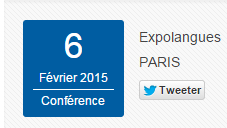 6
Février 2015
Conférence
Expolangues
PARIS
Tweeter